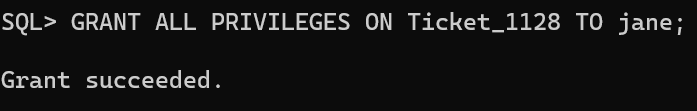 SQL> GRANT ALL PRIVILEGES ON Ticket_1128 TO jane;
Grant succeeded.